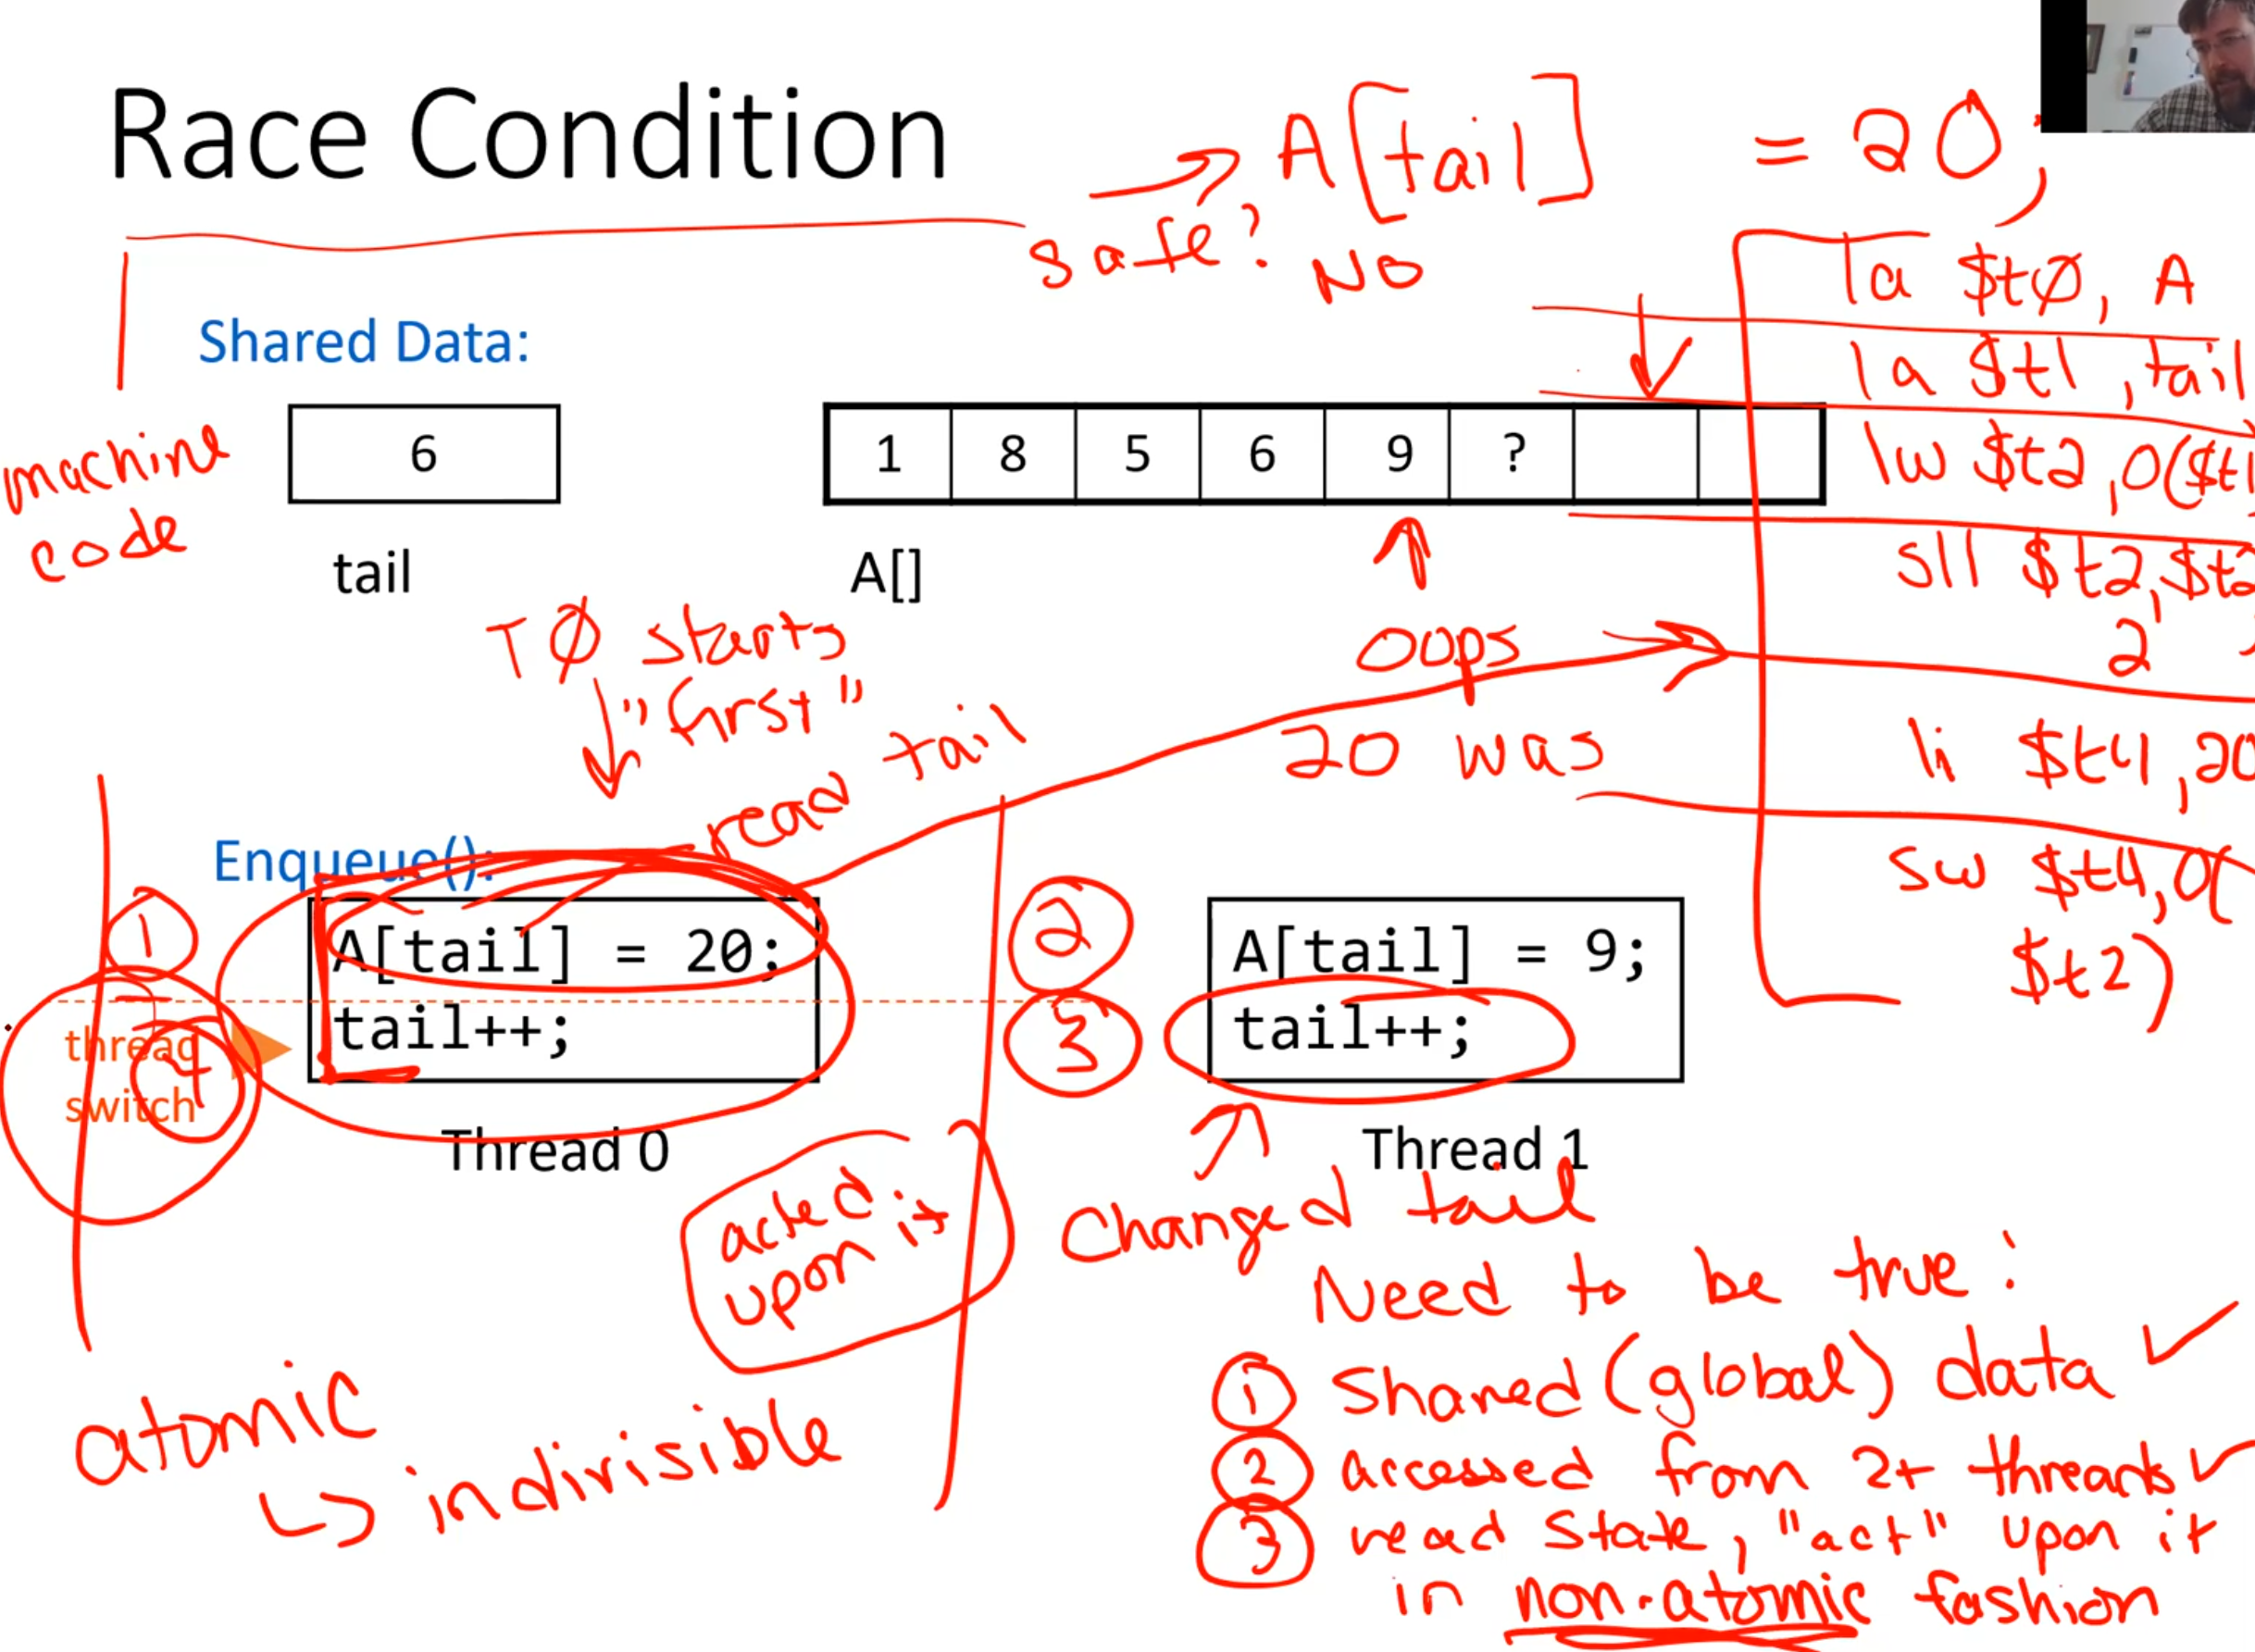 Race Condition
A[tail] = 20;
safe? NO
la $t0, A
la $t1, tail
lw $t2, 0($t1
sll $t2, $t2
2
li $t4, 20
sw $t4, 0(
$t2)
Shared Data:
machine
code
6
tail
1 8 5 6 9 ?
A[]
TØ starts
"first"
read tail
oops
20 was
Enqueue():
1
A[tail] = 20;
tail++;
thread
switch
4
Thread 0
2
3
A[tail] = 9;
tail++;
Thread 1
acted
upon it
Changed tail
Need to be true:
1 Shared (global) data ✓
2 accessed from 2+ threads ✓
3 read state, "act" upon it
in non-atomic fashion
atomic
↳ indivisible